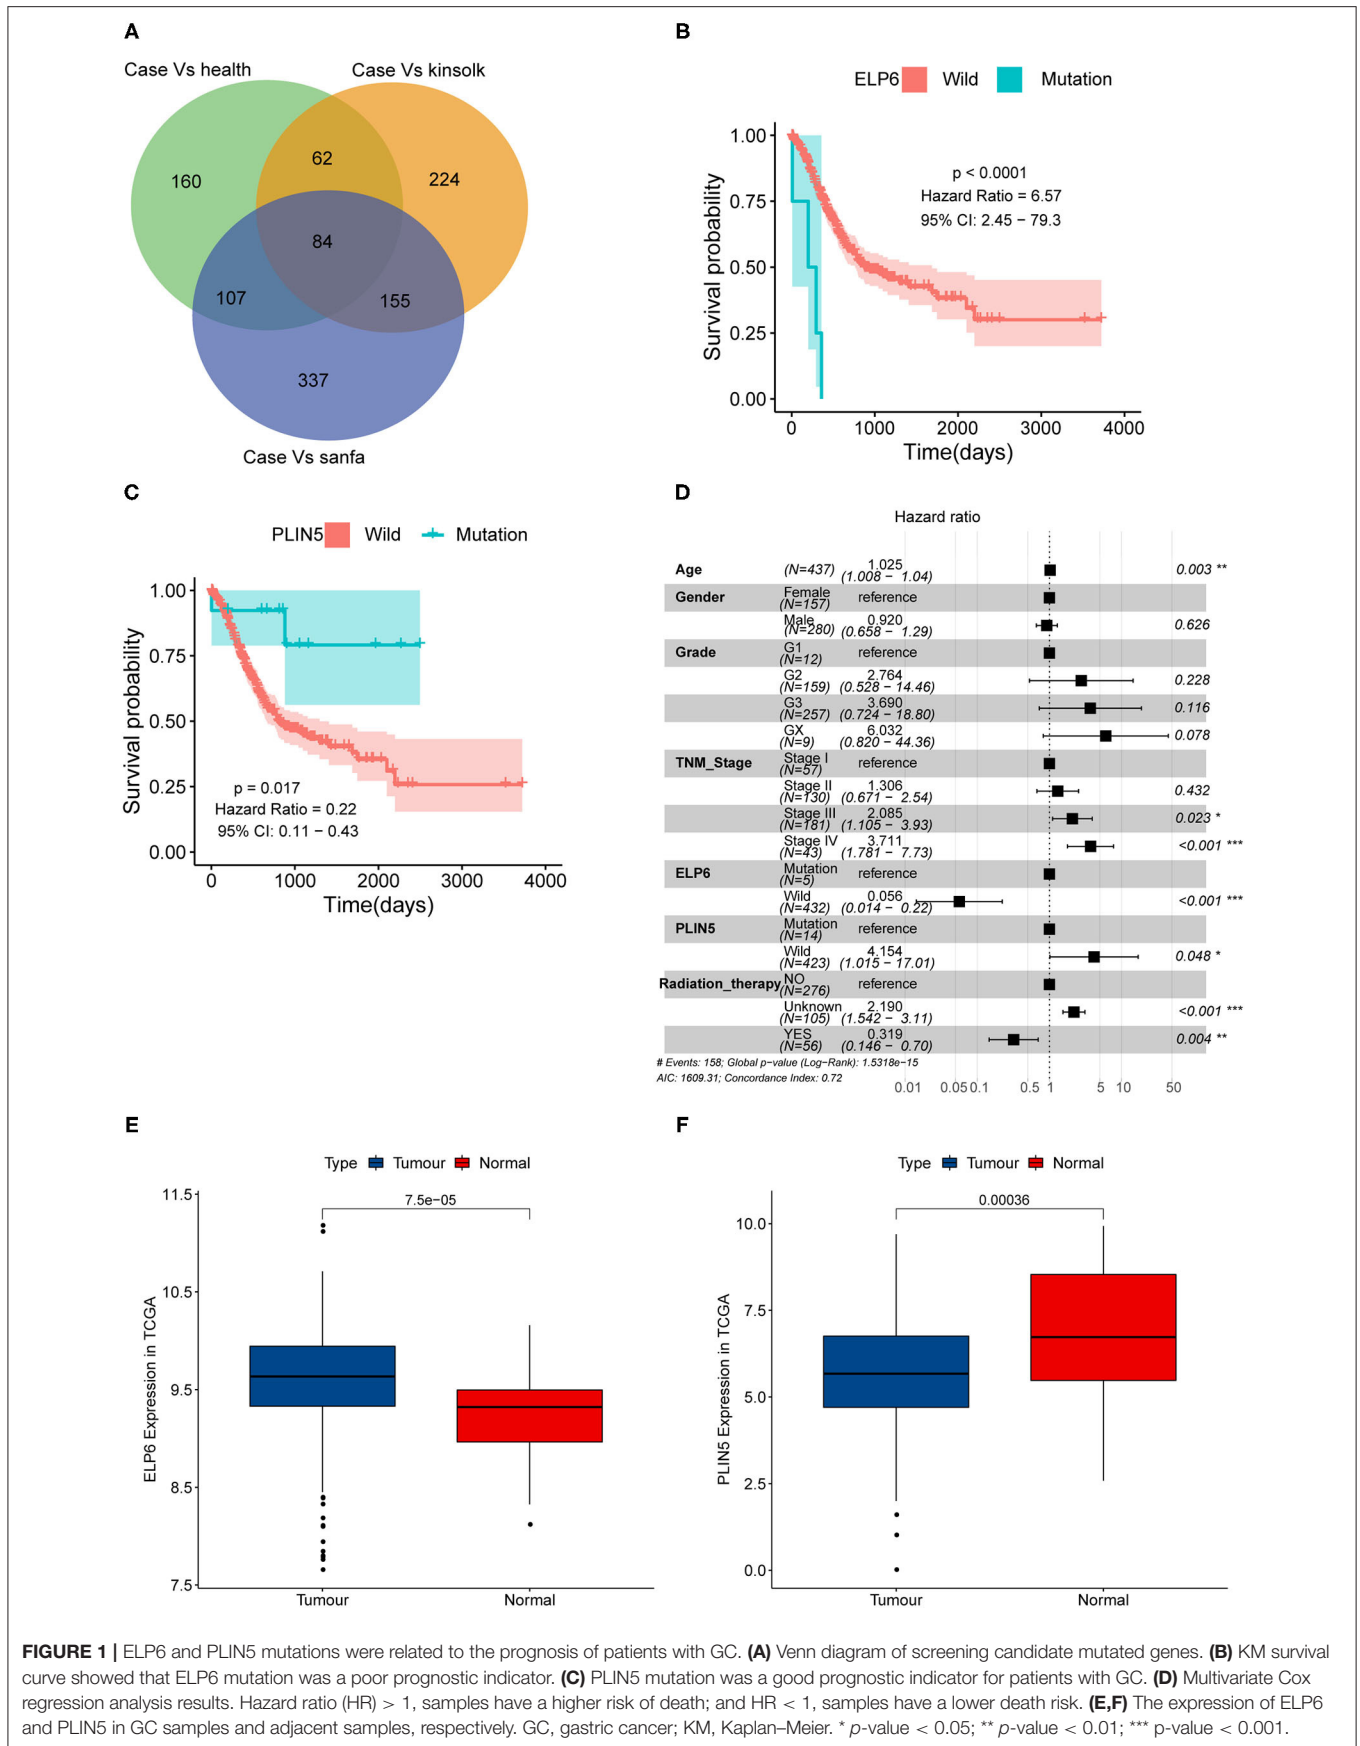 A
Case Vs health
Case Vs kinsolk
160
62
224
84
107
155
337
Case Vs sanfa
B
ELP6 Wild Mutation
Survival probability
1.00
0.75
0.50
0.25
0.00
p < 0.0001
Hazard Ratio = 6.57
95% CI: 2.45 − 79.3
0 1000 2000 3000 4000
Time(days)
C
PLIN5 Wild Mutation
Survival probability
1.00
0.75
0.50
0.25
0.00
p = 0.017
Hazard Ratio = 0.22
95% CI: 0.11 − 0.43
0 1000 2000 3000 4000
Time(days)
D
Hazard ratio
Age (N=437) 1.025 (1.008 − 1.04) 0.003 **
Gender Female (N=157) reference
Male (N=280) 0.920 (0.658 − 1.29) 0.626
Grade G1 (N=12) reference
G2 (N=159) 2.764 (0.528 − 14.46) 0.228
G3 (N=257) 3.690 (0.724 − 18.80) 0.116
GX (N=9) 6.032 (0.820 − 44.36) 0.078
TNM_Stage Stage I (N=57) reference
Stage II (N=130) 1.306 (0.671 − 2.54) 0.432
Stage III (N=181) 2.085 (1.105 − 3.93) 0.023 *
Stage IV (N=43) 3.711 (1.781 − 7.73) <0.001 ***
ELP6 Mutation (N=5) reference
Wild (N=432) 0.056 (0.014 − 0.22) <0.001 ***
PLIN5 Mutation (N=14) reference
Wild (N=423) 4.154 (1.015 − 17.01) 0.048 *
Radiation_therapy NO (N=276) reference
Unknown (N=105) 2.190 (1.542 − 3.11) <0.001 ***
YES (N=56) 0.319 (0.146 − 0.70) 0.004 **
# Events: 158; Global p−value (Log−Rank): 1.5318e−15
AIC: 1609.31; Concordance Index: 0.72
0.01 0.05 0.1 0.5 1 5 10 50
E
Type Tumour Normal
ELP6 Expression in TCGA
11.5
10.5
9.5
8.5
7.5
7.5e−05
Tumour Normal
F
Type Tumour Normal
PLIN5 Expression in TCGA
10.0
7.5
5.0
2.5
0.0
0.00036
Tumour Normal
FIGURE 1 | ELP6 and PLIN5 mutations were related to the prognosis of patients with GC. (A) Venn diagram of screening candidate mutated genes. (B) KM survival
curve showed that ELP6 mutation was a poor prognostic indicator. (C) PLIN5 mutation was a good prognostic indicator for patients with GC. (D) Multivariate Cox
regression analysis results. Hazard ratio (HR) > 1, samples have a higher risk of death; and HR < 1, samples have a lower death risk. (E,F) The expression of ELP6
and PLIN5 in GC samples and adjacent samples, respectively. GC, gastric cancer; KM, Kaplan–Meier. * p-value < 0.05; ** p-value < 0.01; *** p-value < 0.001.